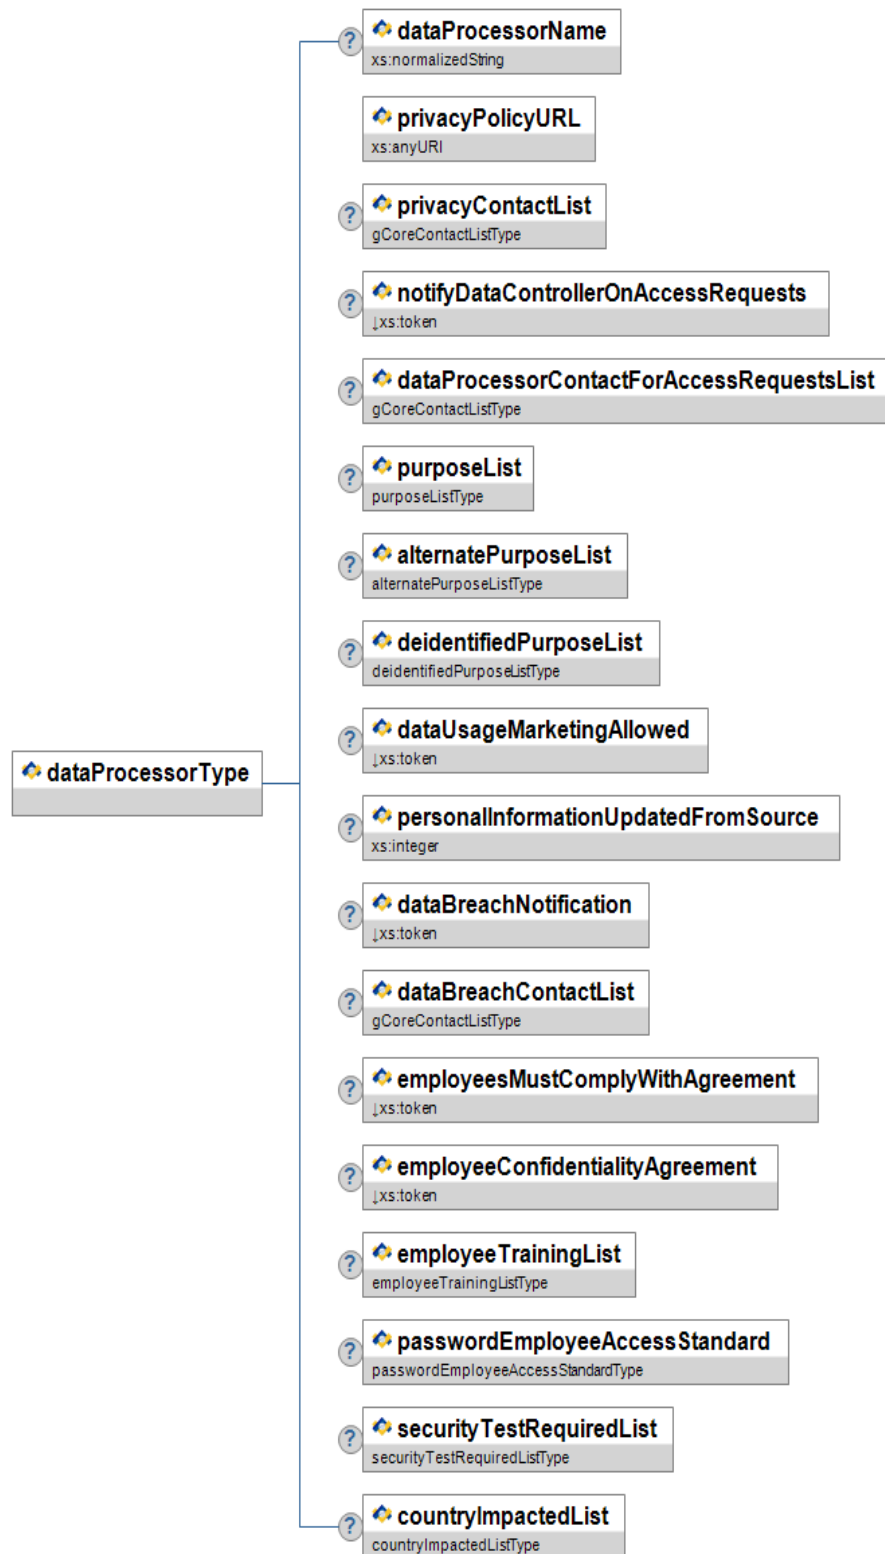 ?
dataProcessorName
xs:normalizedString
privacyPolicyURL
xs:anyURI
?
privacyContactList
gCoreContactListType
?
notifyDataControllerOnAccessRequests
↓xs:token
?
dataProcessorContactForAccessRequestsList
gCoreContactListType
?
purposeList
purposeListType
?
alternatePurposeList
alternatePurposeListType
?
deidentifiedPurposeList
deidentifiedPurposeListType
?
dataUsageMarketingAllowed
↓xs:token
dataProcessorType
?
personalInformationUpdatedFromSource
xs:integer
?
dataBreachNotification
↓xs:token
?
dataBreachContactList
gCoreContactListType
?
employeesMustComplyWithAgreement
↓xs:token
?
employeeConfidentialityAgreement
↓xs:token
?
employeeTrainingList
employeeTrainingListType
?
passwordEmployeeAccessStandard
passwordEmployeeAccessStandardType
?
securityTestRequiredList
securityTestRequiredListType
?
countryImpactedList
countryImpactedListType